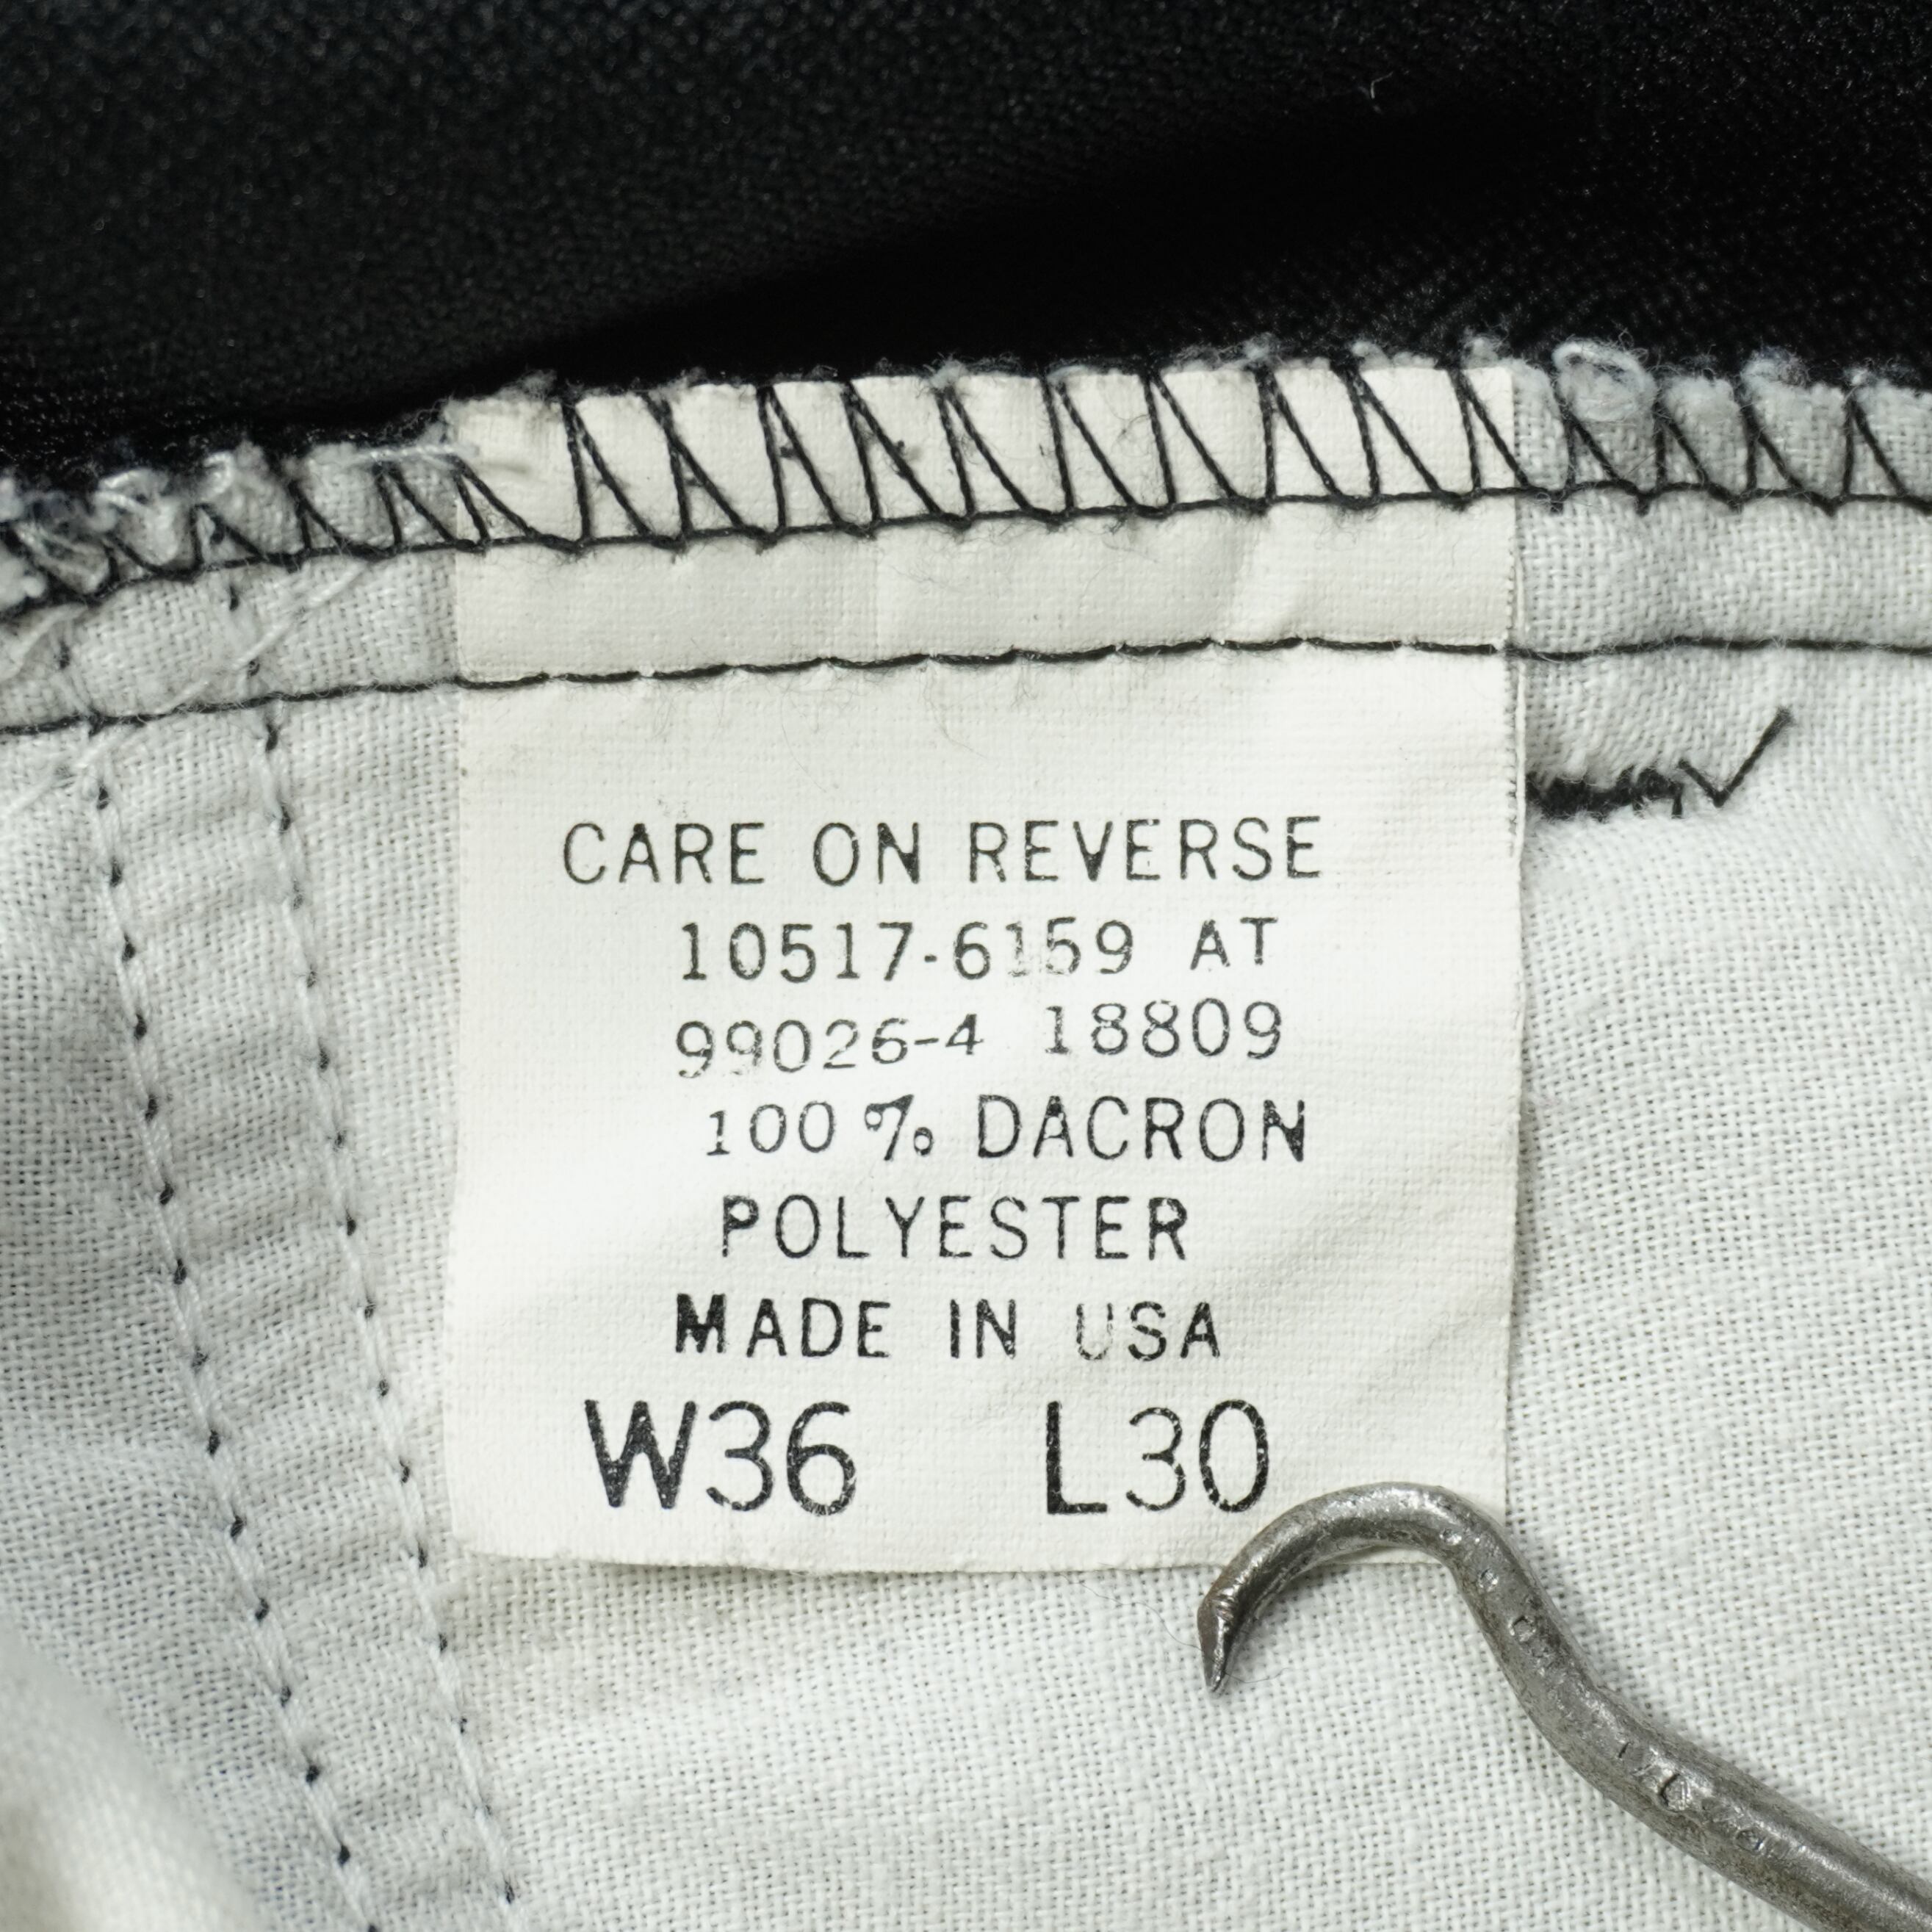 CARE ON REVERSE
10517-6159 AT
99026-4 18809
100% DACRON
POLYESTER
MADE IN USA
W36 L30